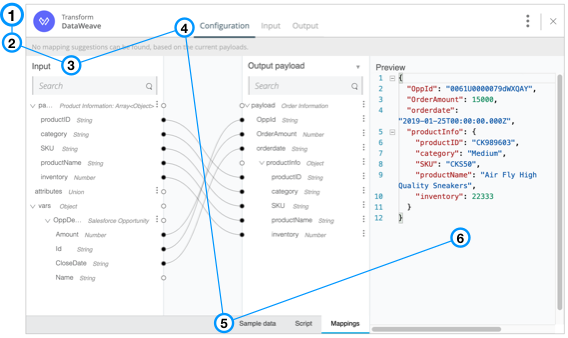 1
Transform
DataWeave
Configuration Input Output
2
No mapping suggestions can be found, based on the current payloads.
3
4
Input
Search
pa... Product Information: Array<Object>
productID String
category String
SKU String
productName String
inventory Number
attributes Union
vars Object
OppDe... Salesforce Opportunity
Amount Number
Id String
CloseDate String
Name String
Output payload
Search
payload Order Information
OppId String
OrderAmount Number
orderdate String
productInfo Object
productID String
category String
SKU String
productName String
inventory Number
Preview
1 {
2 "OppId": "0061U0000079dWXQAY",
3 "OrderAmount": 15000,
4 "orderdate":
"2019-01-25T00:00:00.000Z",
5 "productInfo": {
6 "productID": "CK989603",
7 "category": "Medium",
8 "SKU": "CKS50",
9 "productName": "Air Fly High
Quality Sneakers",
10 "inventory": 22333
11 }
12 }
6
5
Sample data Script Mappings